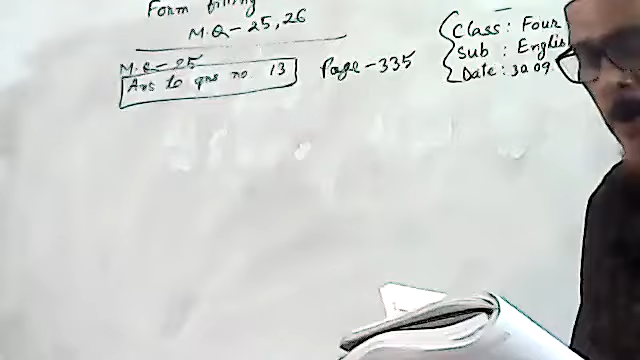 Form filling
M.Q-25,26
M.Q-25
Ans to qns no. 13
Page-335
Class: Four
Sub : Englis
Date: 30.09.